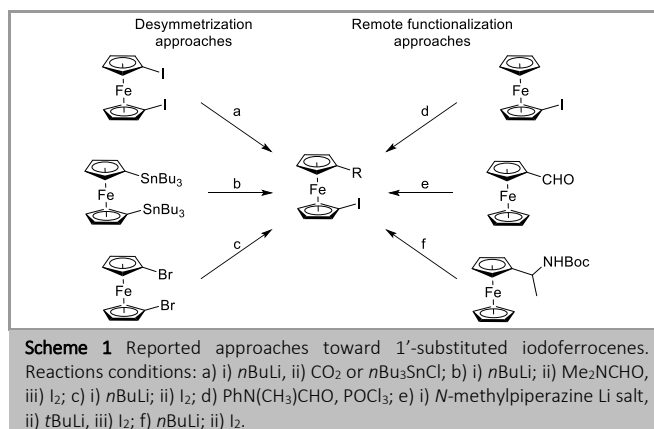 Desymmetrization approaches
Remote functionalization approaches
I
Fe
I
a
I
Fe
d
SnBu₃
Fe
SnBu₃
b
R
Fe
I
e
CHO
Fe
Br
Fe
Br
c
f
NHBoc
Fe
Scheme 1 Reported approaches toward 1′-substituted iodoferrocenes.
Reactions conditions: a) i) nBuLi, ii) CO₂ or nBu₃SnCl; b) i) nBuLi; ii) Me₂NCHO,
iii) I₂; c) i) nBuLi; ii) I₂; d) PhN(CH₃)CHO, POCl₃; e) i) N-methylpiperazine Li salt,
ii) tBuLi, iii) I₂; f) nBuLi; ii) I₂.